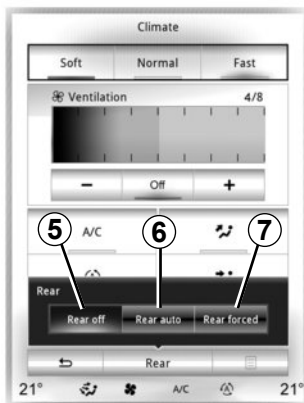 Climate
Soft Normal Fast
Ventilation 4/8
− Off +
5 6 7
A/C
Rear
Rear off Rear auto Rear forced
Rear
21° A/C 21°